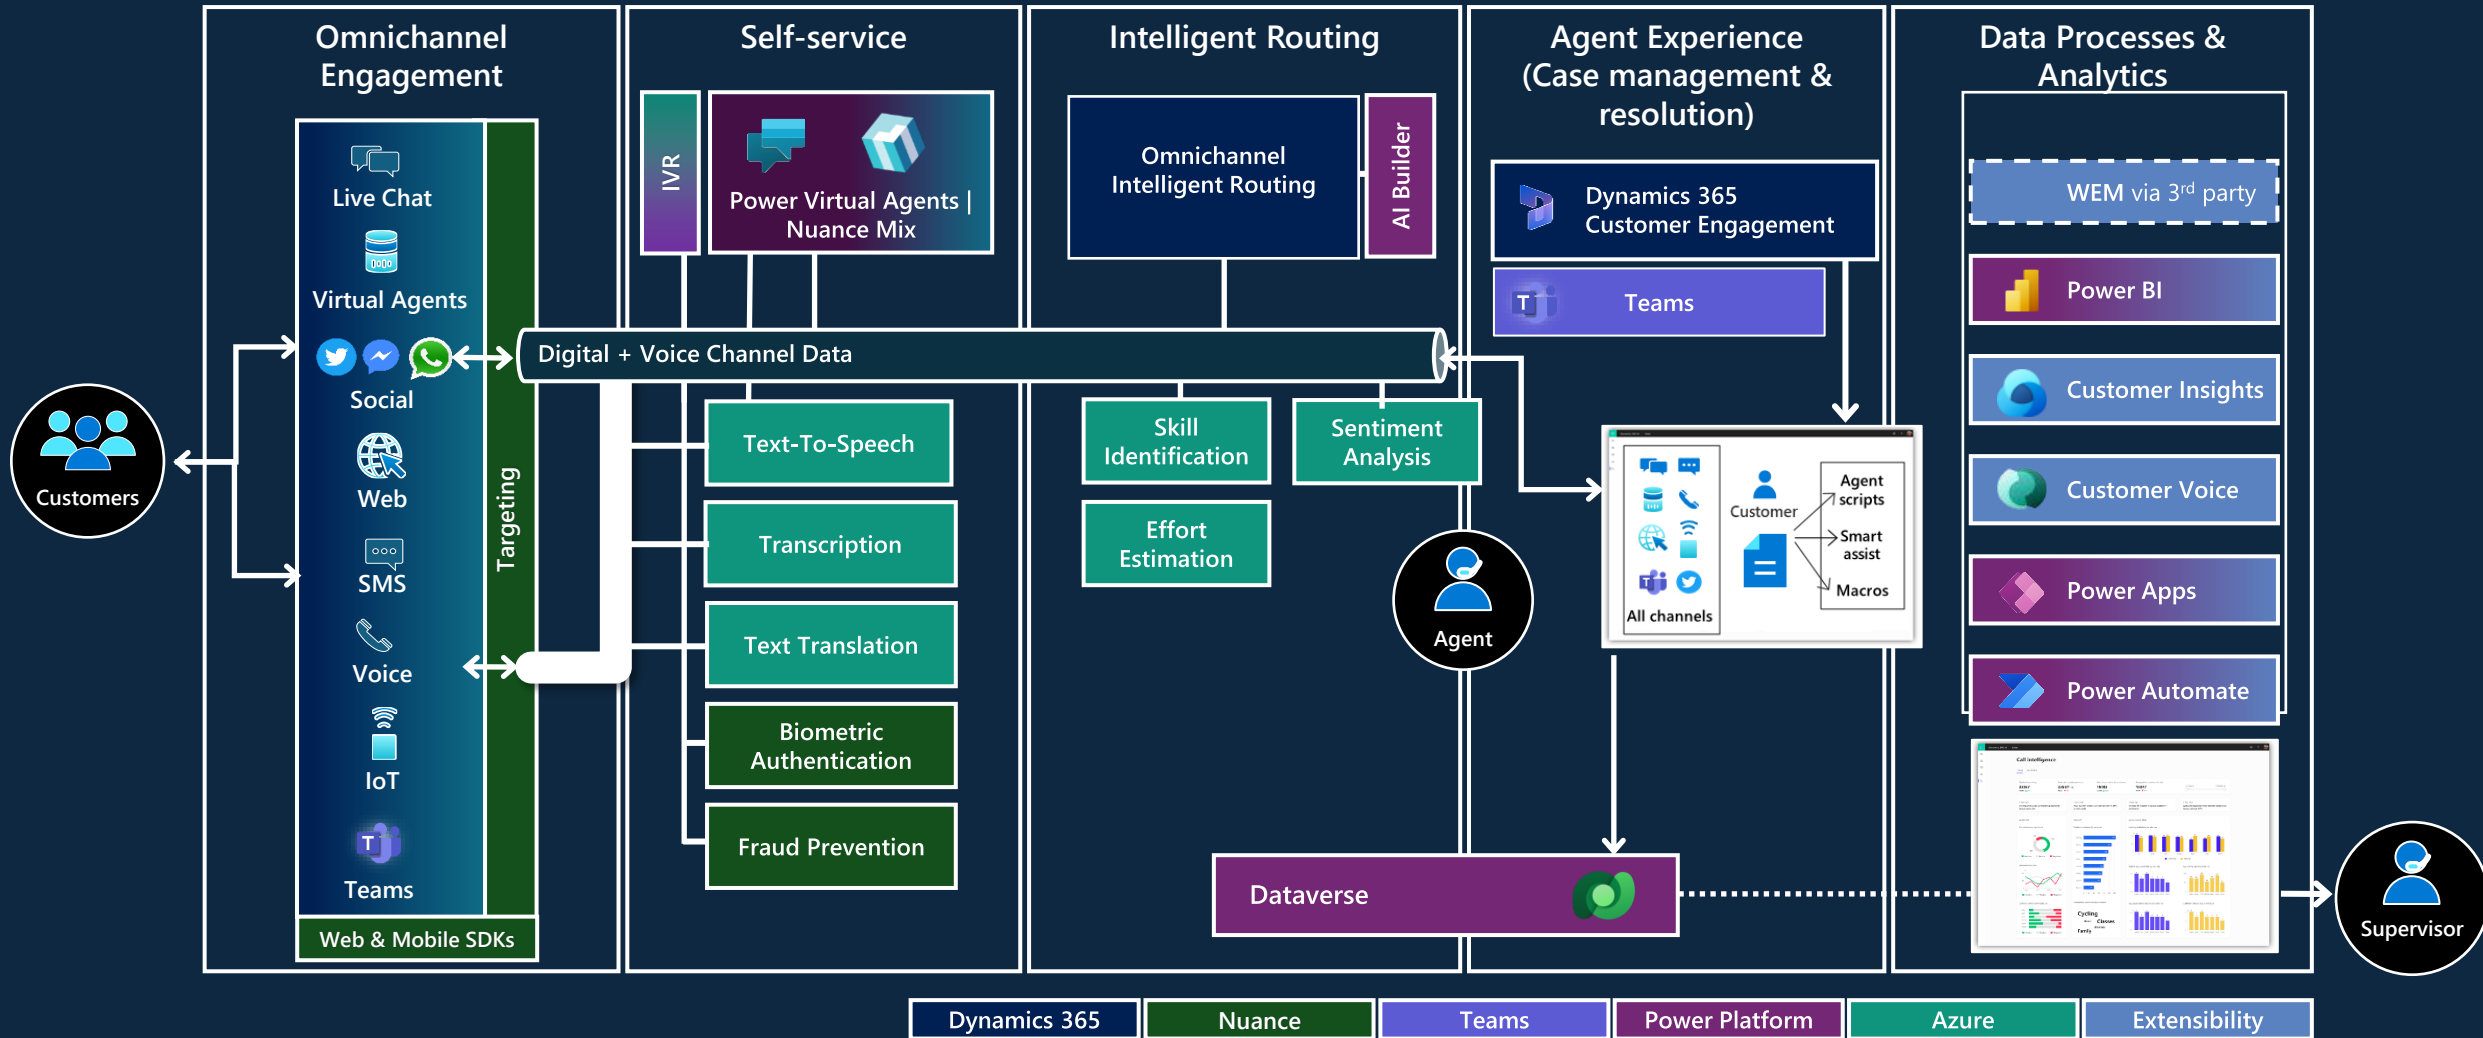 Omnichannel
Engagement
Live Chat
Virtual Agents
Social
Web
SMS
Voice
IoT
Teams
Targeting
Web & Mobile SDKs
Customers
Self-service
IVR
Power Virtual Agents |
Nuance Mix
Digital + Voice Channel Data
Text-To-Speech
Transcription
Text Translation
Biometric
Authentication
Fraud Prevention
Intelligent Routing
Omnichannel
Intelligent Routing
AI Builder
Skill
Identification
Sentiment
Analysis
Effort
Estimation
Agent
Agent Experience
(Case management &
resolution)
Dynamics 365
Customer Engagement
Teams
All channels
Customer
Agent
scripts
Smart
assist
Macros
Dataverse
Data Processes &
Analytics
WEM via 3rd party
Power BI
Customer Insights
Customer Voice
Power Apps
Power Automate
Call intelligence
Cycling
Classes
Family
Supervisor
Dynamics 365
Nuance
Teams
Power Platform
Azure
Extensibility